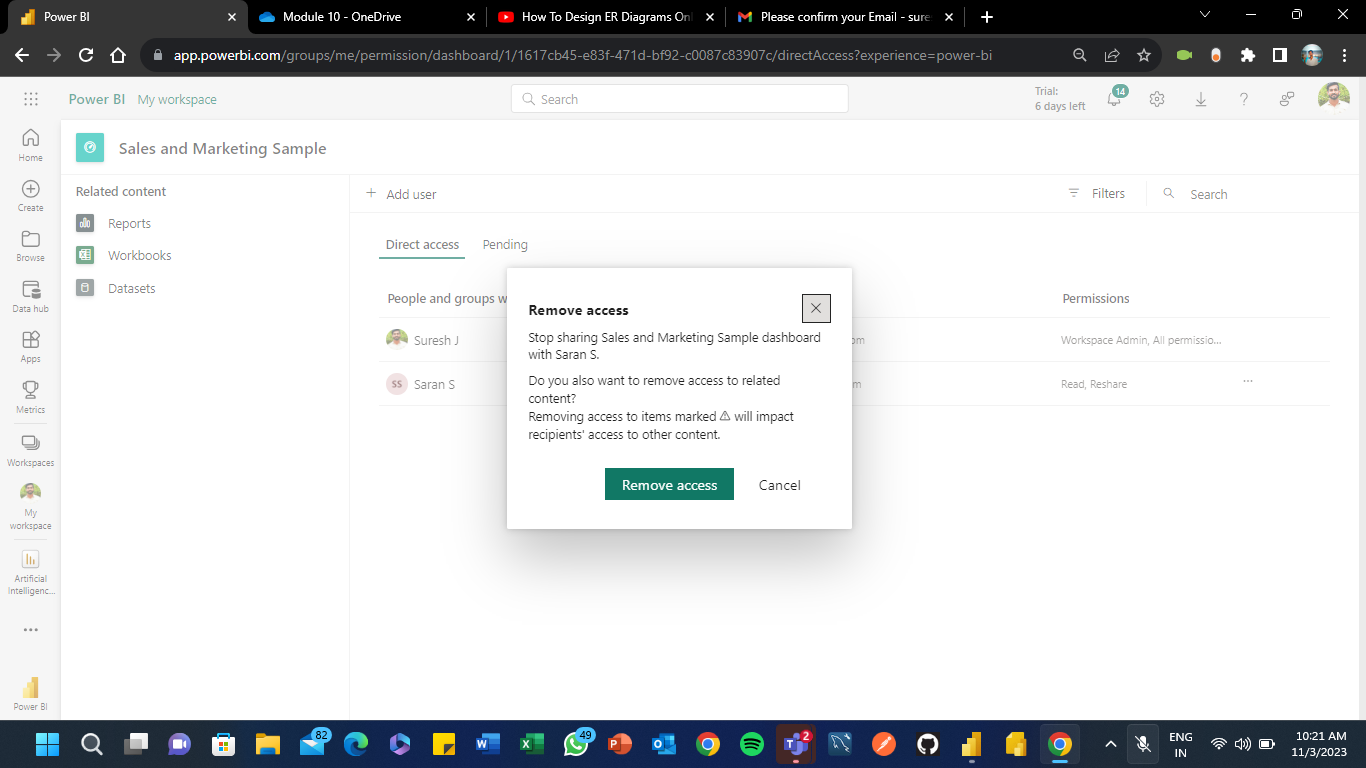 Power BI
Module 10 - OneDrive
How To Design ER Diagrams Onl
Please confirm your Email - sure
app.powerbi.com/groups/me/permission/dashboard/1/1617cb45-e83f-471d-bf92-c0087c83907c/directAccess?experience=power-bi
Power BI My workspace
Search
Trial:
6 days left
14
Home
Create
Browse
Data hub
Apps
Metrics
Workspaces
My
workspace
Artificial
Intelligenc...
Power BI
Sales and Marketing Sample
Related content
Reports
Workbooks
Datasets
Add user
Filters
Search
Direct access
Pending
People and groups w
Permissions
Suresh J
om
Workspace Admin, All permissio...
SS
Saran S
m
Read, Reshare
Remove access
Stop sharing Sales and Marketing Sample dashboard
with Saran S.
Do you also want to remove access to related
content?
Removing access to items marked ⚠ will impact
recipients' access to other content.
Remove access
Cancel
82
49
2
ENG
IN
10:21 AM
11/3/2023